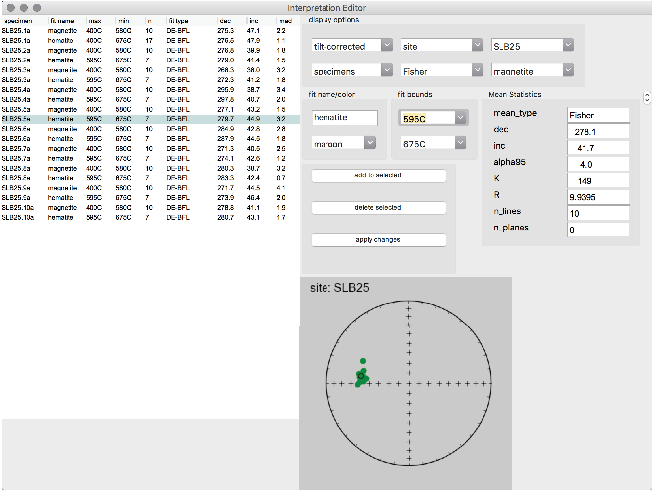 Interpretation Editor
specimen fit name max min n fit type dec inc mad
SLB25.1a magnetite 400C 580C 10 DE-BFL 275.3 47.1 2.2
SLB25.1a hematite 400C 675C 17 DE-BFL 276.8 47.9 1.1
SLB25.2a magnetite 400C 580C 10 DE-BFL 276.8 39.9 1.8
SLB25.2a hematite 595C 675C 7 DE-BFL 279.0 41.4 1.5
SLB25.3a magnetite 400C 580C 10 DE-BFL 266.3 38.0 3.2
SLB25.3a hematite 595C 675C 7 DE-BFL 272.3 41.2 1.8
SLB25.4a magnetite 400C 580C 10 DE-BFL 295.9 38.7 3.4
SLB25.4a hematite 595C 675C 7 DE-BFL 297.8 40.7 2.0
SLB25.5a magnetite 400C 580C 10 DE-BFL 277.1 43.2 1.5
SLB25.5a hematite 595C 675C 7 DE-BFL 279.7 44.9 3.2
SLB25.6a magnetite 400C 580C 10 DE-BFL 284.9 42.8 2.8
SLB25.6a hematite 595C 675C 7 DE-BFL 287.9 44.5 1.8
SLB25.7a magnetite 400C 580C 10 DE-BFL 271.3 40.5 2.5
SLB25.7a hematite 595C 675C 7 DE-BFL 274.1 42.6 1.2
SLB25.8a magnetite 400C 580C 10 DE-BFL 280.3 38.7 3.2
SLB25.8a hematite 595C 675C 7 DE-BFL 283.3 42.4 0.7
SLB25.9a magnetite 400C 580C 10 DE-BFL 271.7 44.5 4.1
SLB25.9a hematite 595C 675C 7 DE-BFL 273.9 46.4 2.0
SLB25.10a magnetite 400C 580C 10 DE-BFL 278.8 41.1 1.9
SLB25.10a hematite 595C 675C 7 DE-BFL 280.7 43.1 1.7
display options
tilt-corrected site SLB25
specimens Fisher magnetite
fit name/color
hematite
maroon
fit bounds
595C
675C
add to selected
delete selected
apply changes
Mean Statistics
mean_type Fisher
dec 278.1
inc 41.7
alpha95 4.0
K 149
R 9.9395
n_lines 10
n_planes 0
site: SLB25